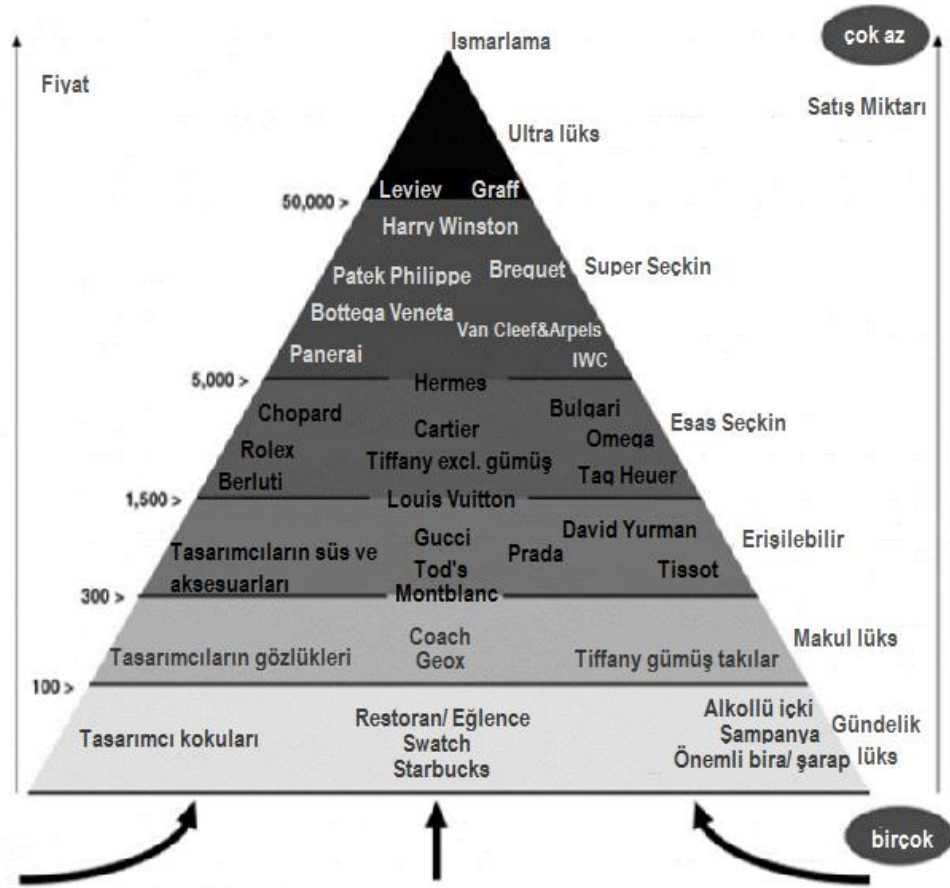 Ismarlama
çok az
Fiyat
Satış Miktarı
Ultra lüks
Leviev Graff
50,000 >
Harry Winston
Patek Philippe Breguet Super Seçkin
Bottega Veneta
Van Cleef&Arpels
Panerai IWC
5,000 > Hermes
Chopard Bulgari
Esas Seçkin
Cartier Omega
Rolex
Tiffany excl. gümüş
Berluti Tag Heuer
1,500 > Louis Vuitton
David Yurman
Gucci Erişilebilir
Tasarımcıların süs ve Prada
aksesuarları Tod's Tissot
300 > Montblanc
Coach Makul lüks
Tasarımcıların gözlükleri Geox Tiffany gümüş takılar
100 >
Alkollü içki
Restoran/ Eğlence Gündelik
Tasarımcı kokuları Swatch Şampanya
Starbucks Önemli bira/ şarap lüks
birçok